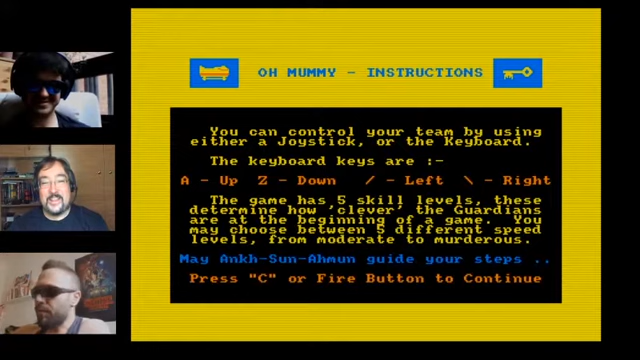 OH MUMMY - INSTRUCTIONS
You can control your team by using
either a Joystick, or the Keyboard.
The keyboard keys are :-
A - Up Z - Down / - Left \ - Right
The game has 5 skill levels, these
determine how 'clever' the Guardians
are at the beginning of a game. You
may choose between 5 different speed
levels, from moderate to murderous.
May Ankh-Sun-Ahmun guide your steps ..
Press "C" or Fire Button to Continue